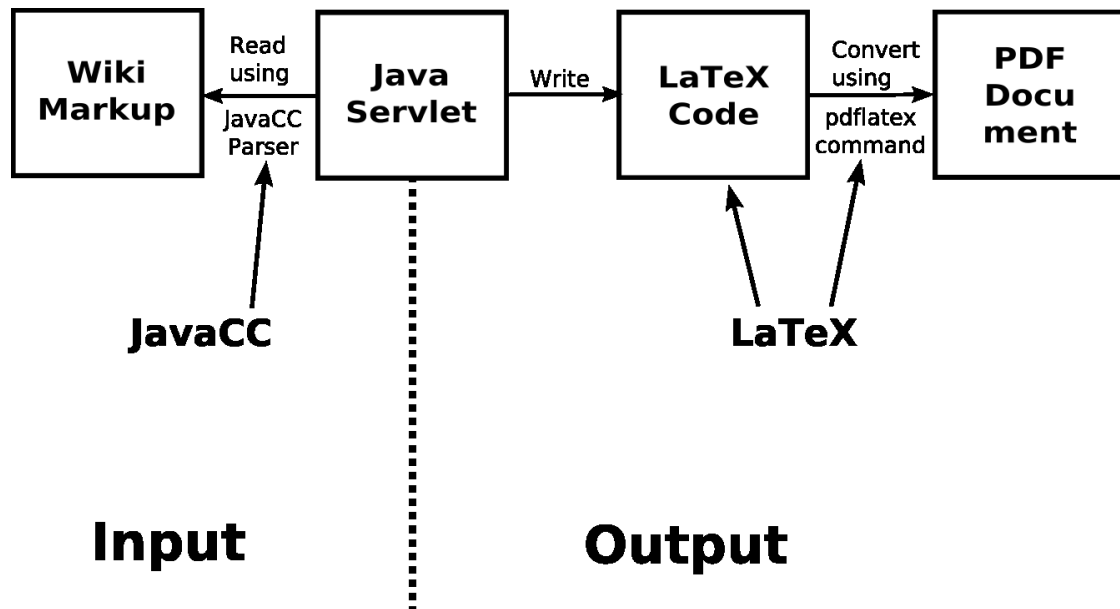 Wiki
Markup
Read
using
JavaCC
Parser
Java
Servlet
Write
LaTeX
Code
Convert
using
pdflatex
command
PDF
Docu
ment
JavaCC
LaTeX
Input
Output